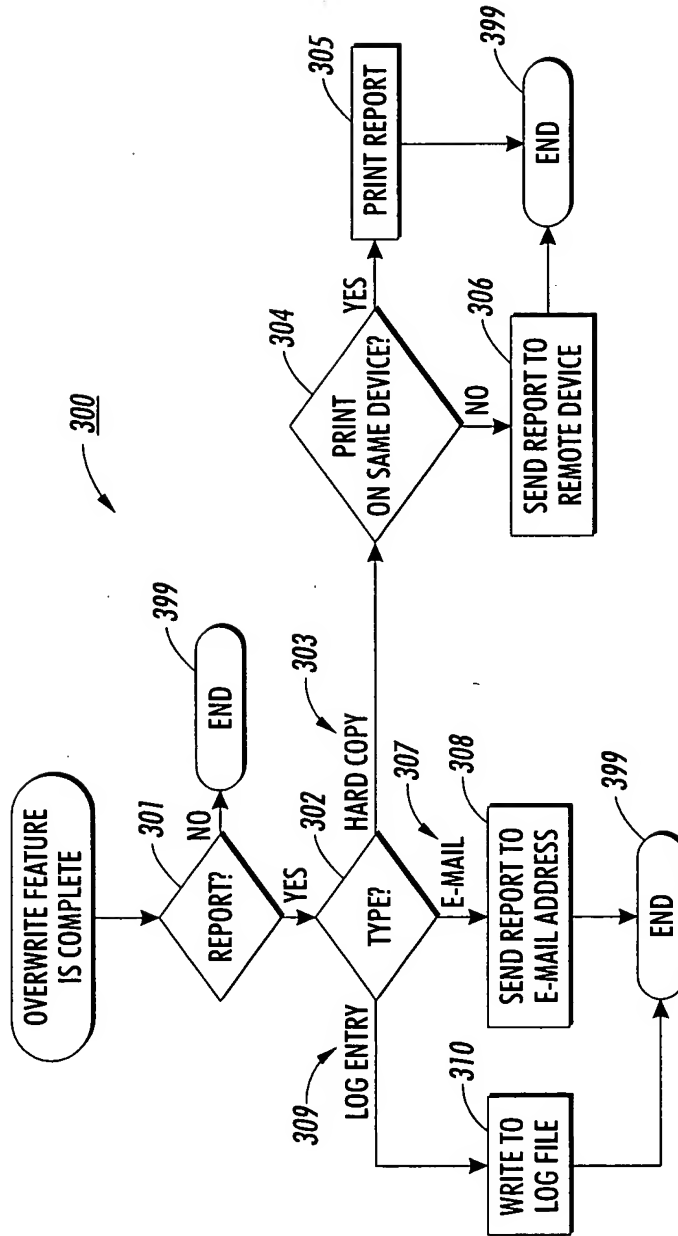 300
OVERWRITE FEATURE
IS COMPLETE
301
REPORT?
NO
399
END
YES
302
TYPE?
HARD COPY
303
304
PRINT
ON SAME DEVICE?
YES
305
PRINT REPORT
399
END
NO
306
SEND REPORT TO
REMOTE DEVICE
E-MAIL
307
308
SEND REPORT TO
E-MAIL ADDRESS
399
END
LOG ENTRY
309
310
WRITE TO
LOG FILE